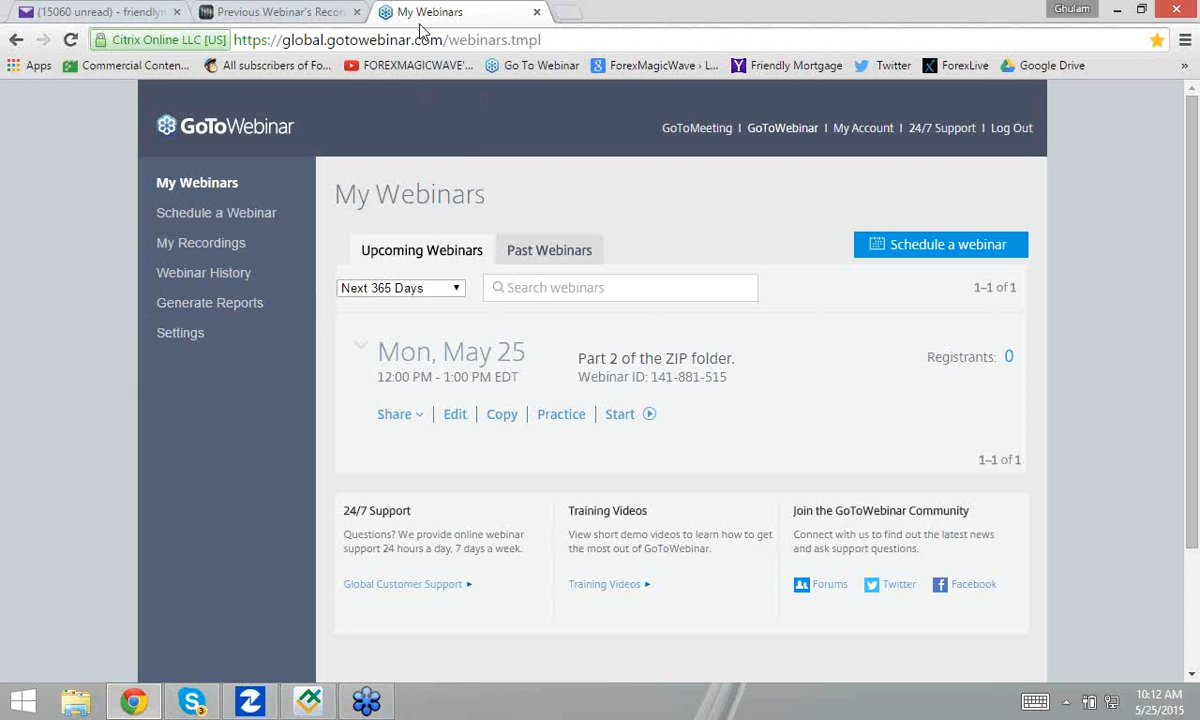 (15060 unread) - friendlym
Previous Webinar's Recor
My Webinars
Ghulam
Citrix Online LLC [US]
https://global.gotowebinar.com/webinars.tmpl
Apps
Commercial Conten...
All subscribers of Fo...
FOREXMAGICWAVE'...
Go To Webinar
ForexMagicWave › L...
Friendly Mortgage
Twitter
ForexLive
Google Drive
»
GoToWebinar
GoToMeeting | GoToWebinar | My Account | 24/7 Support | Log Out
My Webinars
Schedule a Webinar
My Recordings
Webinar History
Generate Reports
Settings
My Webinars
Upcoming Webinars
Past Webinars
Schedule a webinar
Next 365 Days
Search webinars
1–1 of 1
Mon, May 25
12:00 PM - 1:00 PM EDT
Part 2 of the ZIP folder.
Webinar ID: 141-881-515
Registrants: 0
Share | Edit | Copy | Practice | Start
1–1 of 1
24/7 Support
Questions? We provide online webinar
support 24 hours a day, 7 days a week.
Global Customer Support
Training Videos
View short demo videos to learn how to get
the most out of GoToWebinar.
Training Videos
Join the GoToWebinar Community
Connect with us to find out the latest news
and ask support questions.
Forums
Twitter
Facebook
3
10:12 AM
5/25/2015